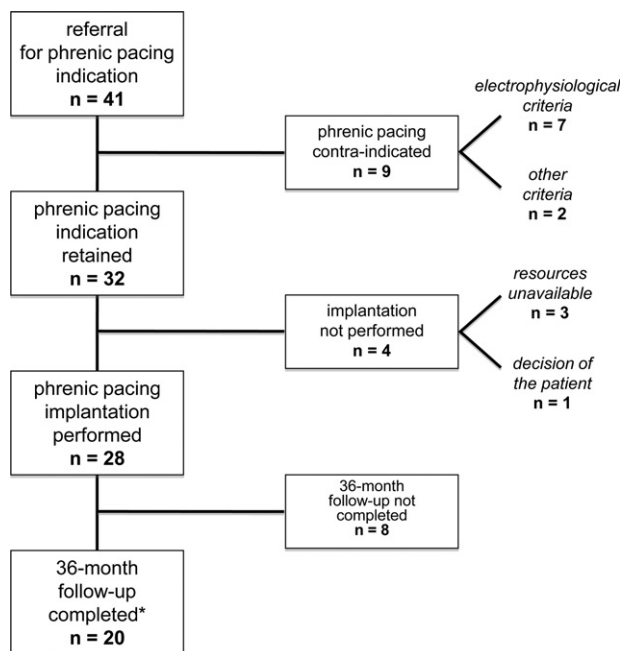 referral
for phrenic pacing
indication
n = 41
electrophysiological
criteria
n = 7
phrenic pacing
contra-indicated
n = 9
other
criteria
n = 2
phrenic pacing
indication
retained
n = 32
resources
unavailable
n = 3
implantation
not performed
n = 4
decision of
the patient
n = 1
phrenic pacing
implantation
performed
n = 28
36-month
follow-up not
completed
n = 8
36-month
follow-up
completed*
n = 20